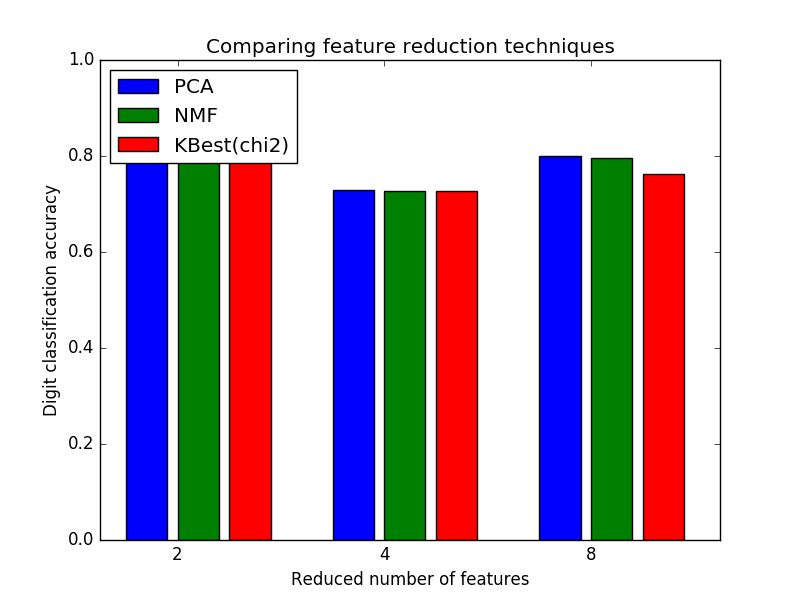 Comparing feature reduction techniques
PCA
NMF
KBest(chi2)
1.0
0.8
0.6
0.4
0.2
0.0
Digit classification accuracy
2 4 8
Reduced number of features